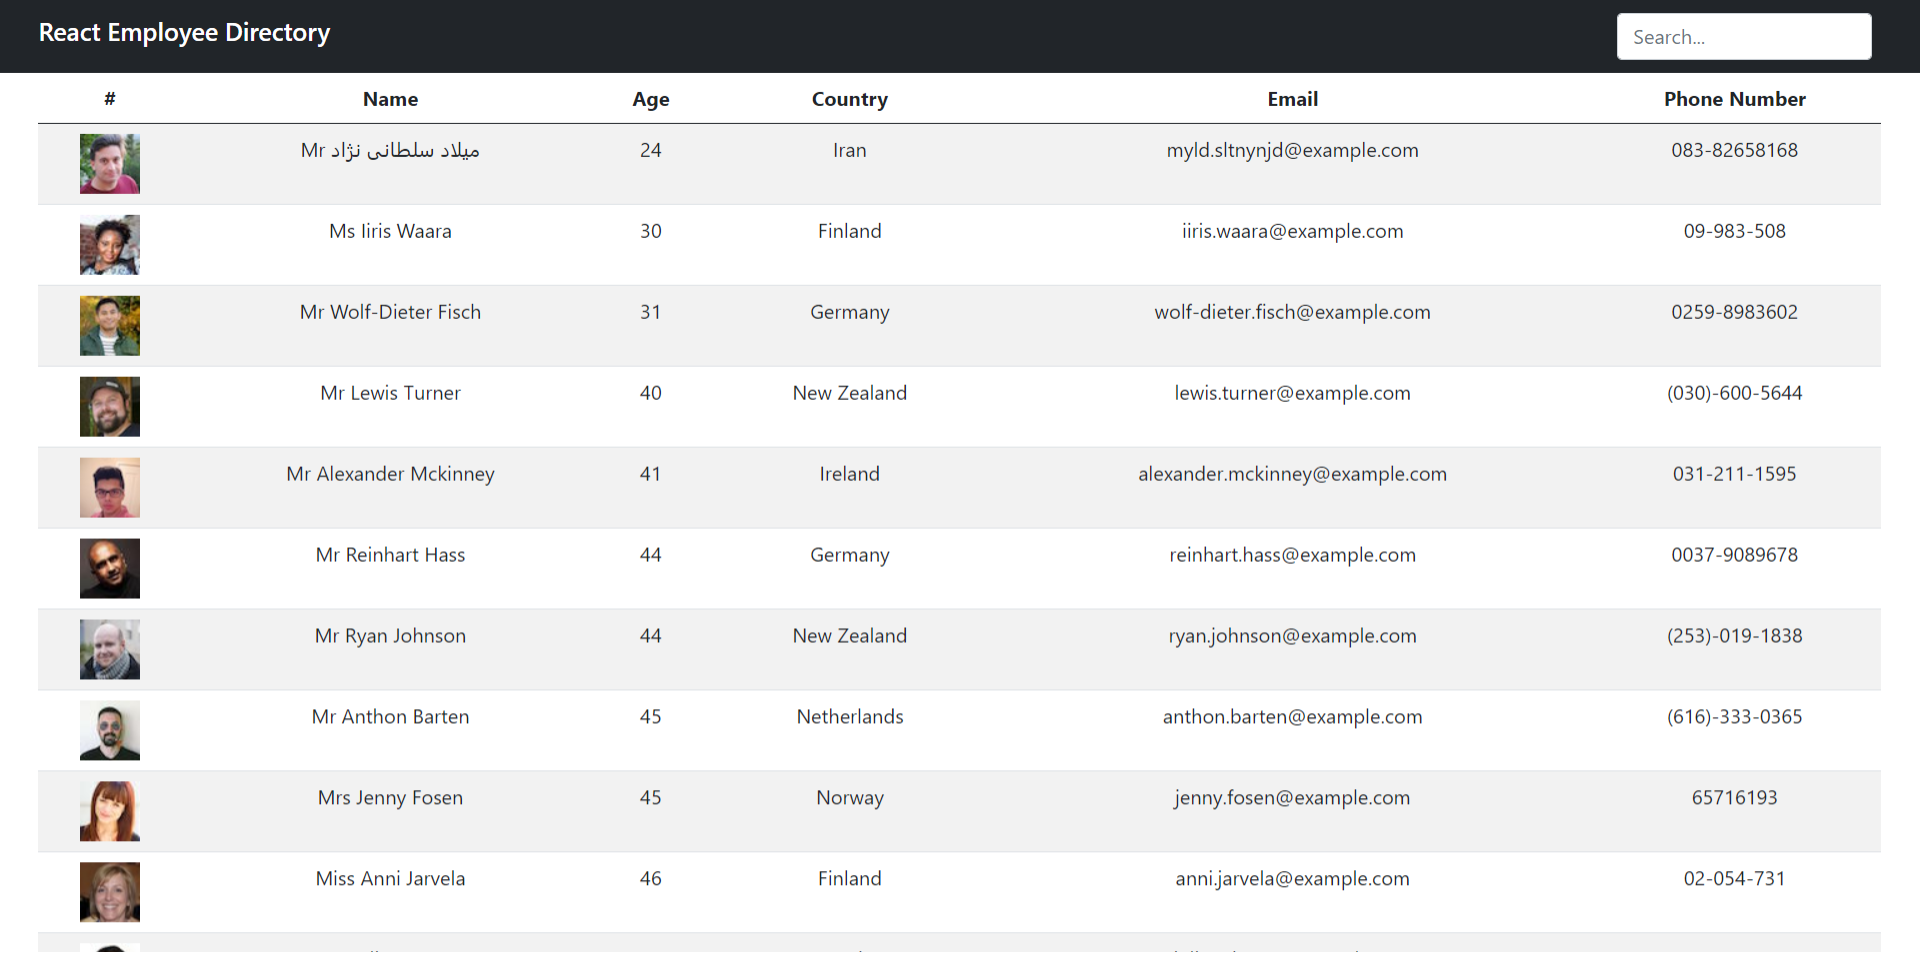 React Employee Directory Search...
# Name Age Country Email Phone Number
Mr میلاد سلطانی نژاد 24 Iran myld.sltnynjd@example.com 083-82658168
Ms Iiris Waara 30 Finland iiris.waara@example.com 09-983-508
Mr Wolf-Dieter Fisch 31 Germany wolf-dieter.fisch@example.com 0259-8983602
Mr Lewis Turner 40 New Zealand lewis.turner@example.com (030)-600-5644
Mr Alexander Mckinney 41 Ireland alexander.mckinney@example.com 031-211-1595
Mr Reinhart Hass 44 Germany reinhart.hass@example.com 0037-9089678
Mr Ryan Johnson 44 New Zealand ryan.johnson@example.com (253)-019-1838
Mr Anthon Barten 45 Netherlands anthon.barten@example.com (616)-333-0365
Mrs Jenny Fosen 45 Norway jenny.fosen@example.com 65716193
Miss Anni Jarvela 46 Finland anni.jarvela@example.com 02-054-731